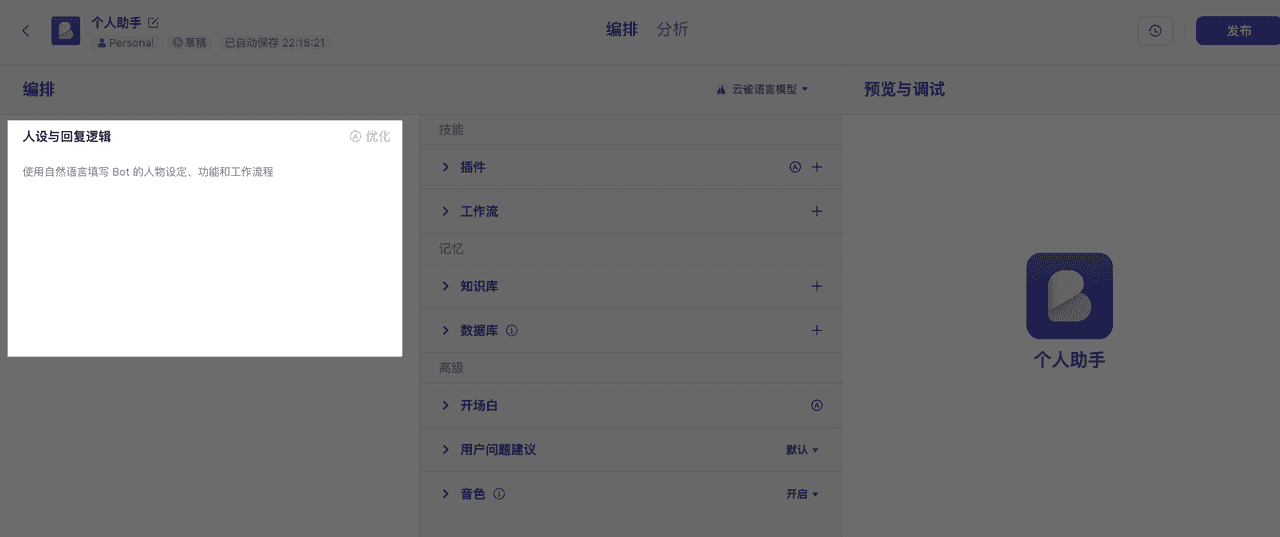 个人助手
编排 分析
发布
Personal 草稿 已自动保存 22:18:21
编排
云雀语言模型
预览与调试
人设与回复逻辑
优化
使用自然语言填写 Bot 的人物设定、功能和工作流程
技能
插件
工作流
记忆
知识库
数据库
高级
开场白
用户问题建议 默认
音色 开启
个人助手